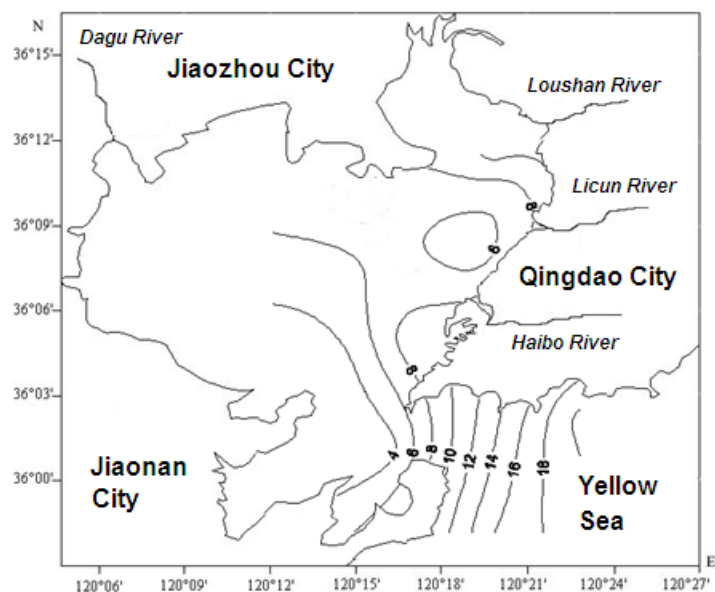 N
Dagu River
36°15'
Jiaozhou City
Loushan River
36°12'
Licun River
8
36°09'
6
Qingdao City
36°06'
Haibo River
8
36°03'
4
6
8
10
12
14
16
18
Jiaonan
City
36°00'
Yellow
Sea
E
120°06'
120°09'
120°12'
120°15'
120°18'
120°21'
120°24'
120°27'